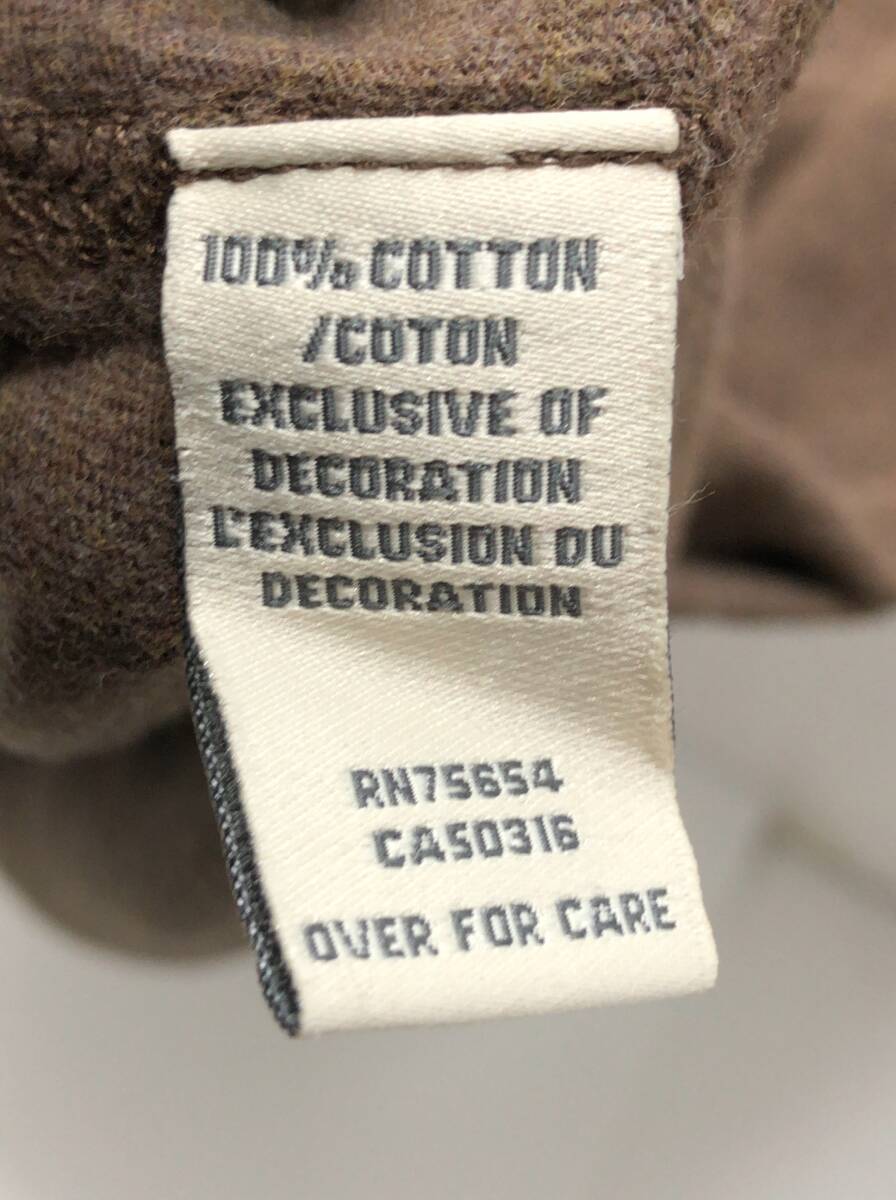 100% COTTON
/COTON
EXCLUSIVE OF
DECORATION
L'EXCLUSION DU
DECORATION
RN75654
CA50316
OVER FOR CARE